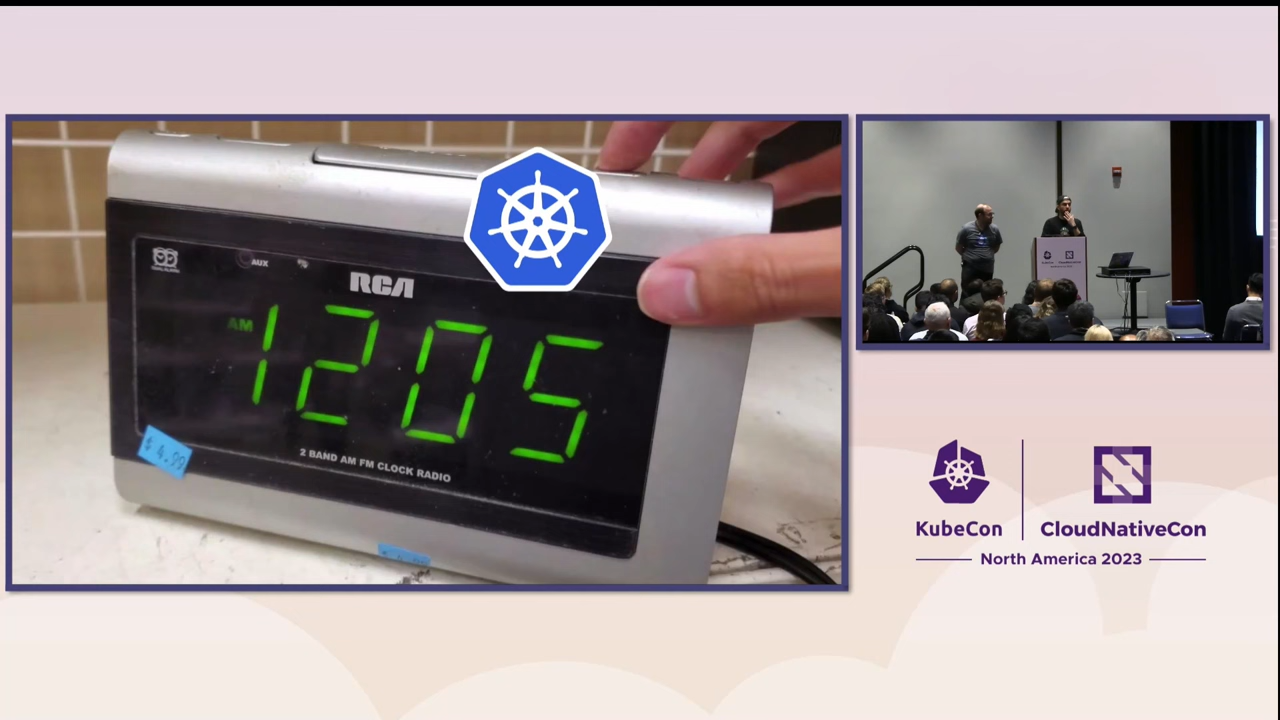 AUX
RCA
AM
1205
2 BAND AM FM CLOCK RADIO
$ 4.99
KubeCon
CloudNativeCon
North America 2023